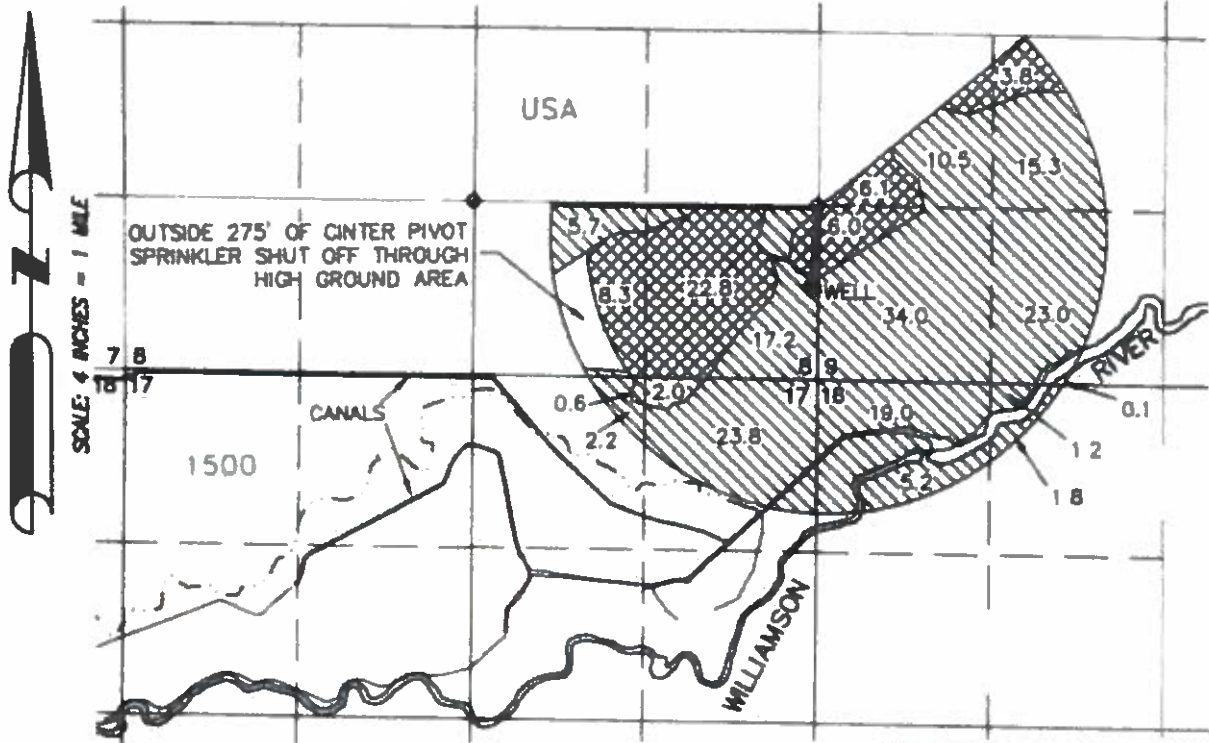 N
SCALE: 4 INCHES = 1 MILE
USA
3.8
10.5
15.3
6.1
6.0
5.7
OUTSIDE 275' OF CINTER PIVOT
SPRINKLER SHUT OFF THROUGH
HIGH GROUND AREA
8.3
22.8
WELL
34.0
23.0
17.2
RIVER
7 8
18 17
8 9
17 16
CANALS
0.6
2.0
2.2
23.8
19.0
0.1
1.2
1500
5.2
1 8
WILLIAMSON